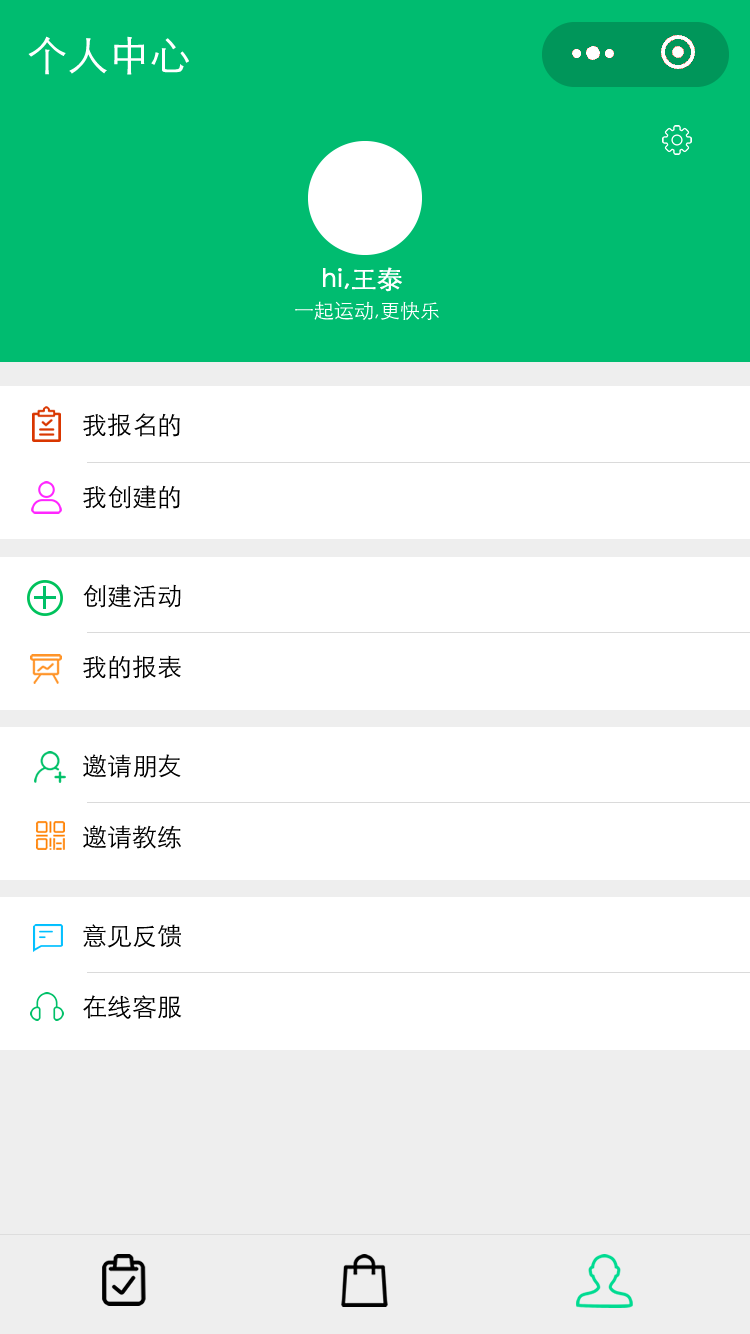 个人中心
hi,王泰
一起运动,更快乐
我报名的
我创建的
创建活动
我的报表
邀请朋友
邀请教练
意见反馈
在线客服